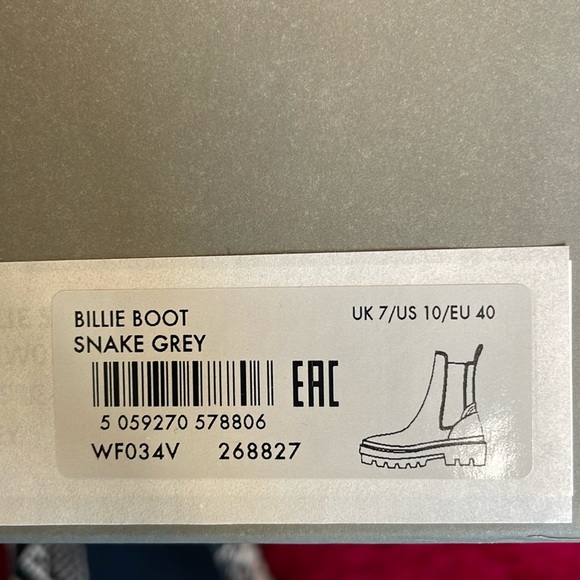 BILLIE BOOT
SNAKE GREY
UK 7/US 10/EU 40
EAC
5 059270 578806
WF034V 268827